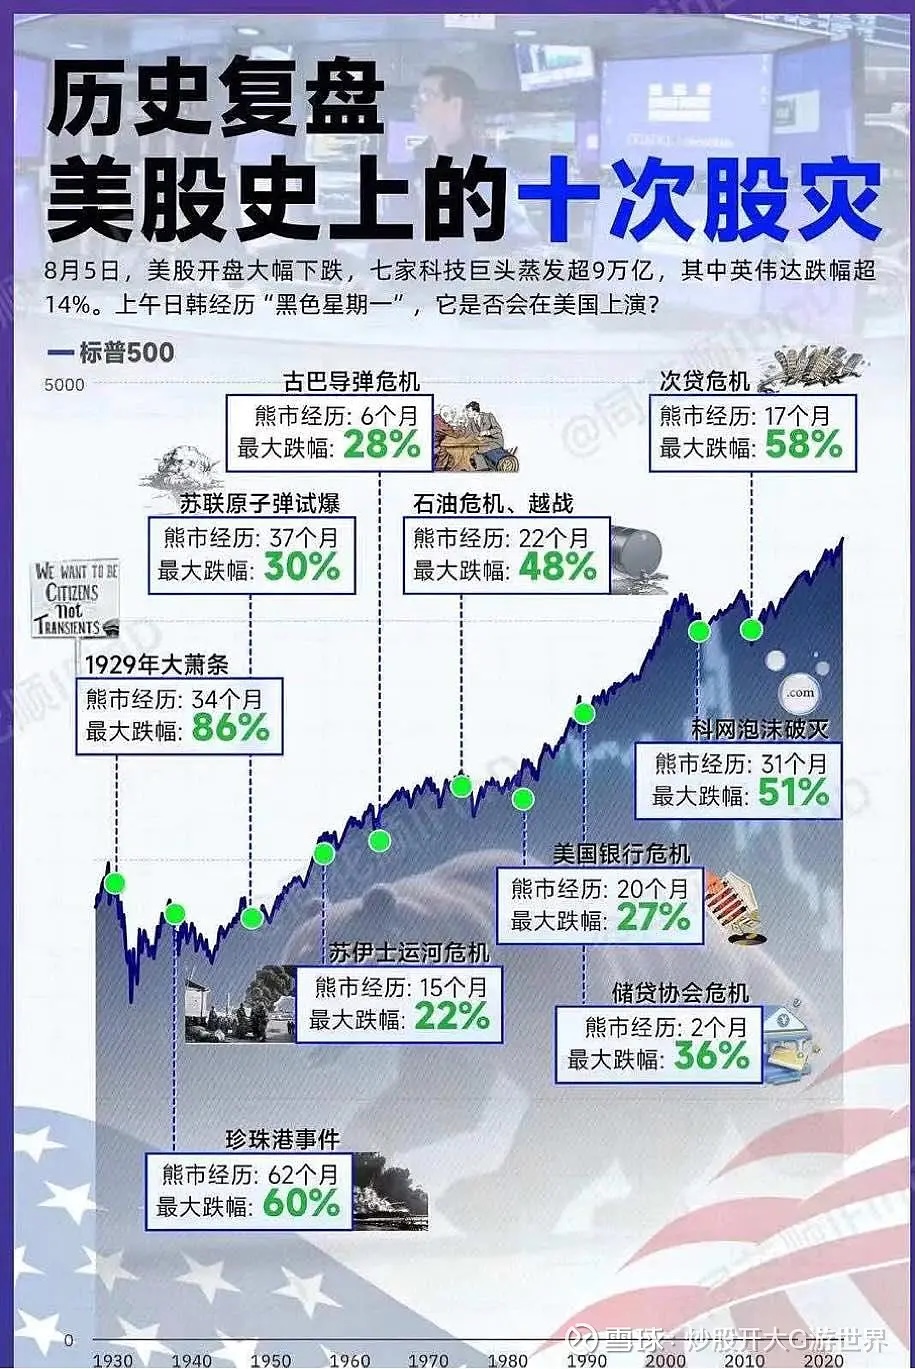 历史复盘
美股史上的十次股灾
8月5日，美股开盘大幅下跌，七家科技巨头蒸发超9万亿，其中英伟达跌幅超
14%。上午日韩经历“黑色星期一“，它是否会在美国上演？
标普500
5000
古巴导弹危机
熊市经历: 6个月
最大跌幅: 28%
次贷危机
熊市经历: 17个月
最大跌幅: 58%
苏联原子弹试爆
熊市经历: 37个月
最大跌幅: 30%
石油危机、越战
熊市经历: 22个月
最大跌幅: 48%
WE WANT TO BE
CITIZENS
NOT
TRANSIENTS
1929年大萧条
熊市经历: 34个月
最大跌幅: 86%
.com
科网泡沫破灭
熊市经历: 31个月
最大跌幅: 51%
美国银行危机
熊市经历: 20个月
最大跌幅: 27%
苏伊士运河危机
熊市经历: 15个月
最大跌幅: 22%
储贷协会危机
熊市经历: 2个月
最大跌幅: 36%
珍珠港事件
熊市经历: 62个月
最大跌幅: 60%
0
1930 1940 1950 1960 1970 1980 1990 2000 2010 2020
雪球: 炒股开大G游世界